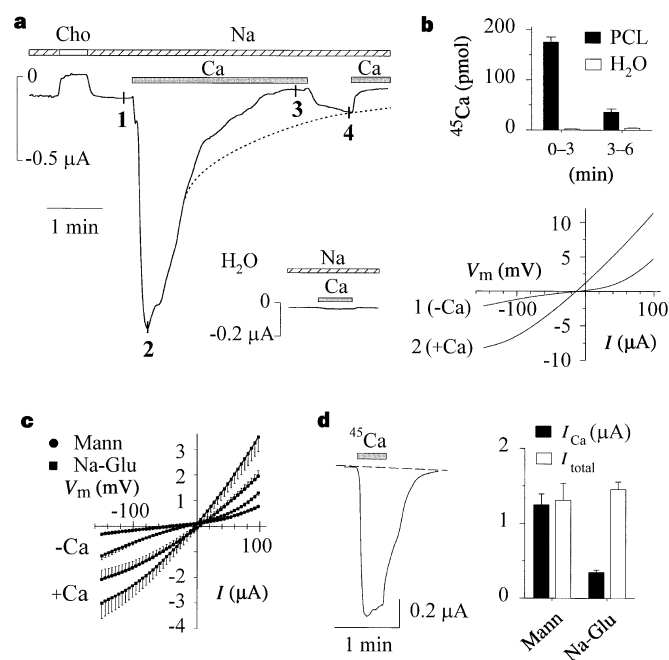 a
Cho
Na
Ca
Ca
0
-0.5 µA
1
2
3
4
1 min
H2O
Na
Ca
0
-0.2 µA
b
45Ca (pmol)
200
100
0
PCL
H2O
0–3
3–6
(min)
10
5
Vm (mV)
-100
100
1 (-Ca)
2 (+Ca)
-5
-10
I (µA)
c
Mann
Na-Glu
Vm (mV)
-100
100
3
2
1
-Ca
+Ca
-2
-3
-4
I (µA)
d
45Ca
0.2 µA
1 min
ICa (µA)
Itotal
2
1
0
Mann
Na-Glu